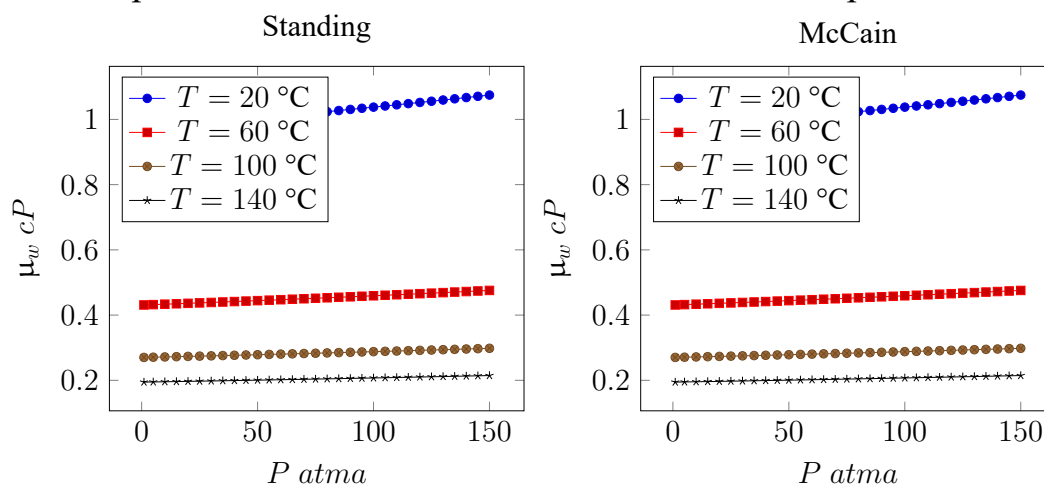 Standing
McCain
T = 20 °C
T = 60 °C
T = 100 °C
T = 140 °C
1
0.8
0.6
0.4
0.2
μw cP
0 50 100 150
P atma
T = 20 °C
T = 60 °C
T = 100 °C
T = 140 °C
1
0.8
0.6
0.4
0.2
μw cP
0 50 100 150
P atma